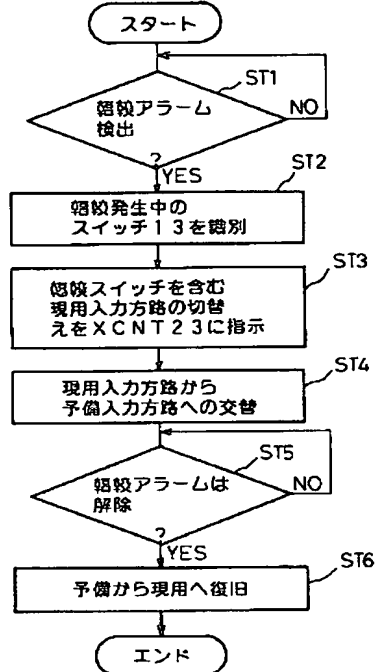 スタート
ST1
輻輳アラーム
検出
?
NO
YES
ST2
輻輳発生中の
スイッチ13を識別
ST3
輻輳スイッチを含む
現用入力方路の切替
えをXCNT23に指示
ST4
現用入力方路から
予備入力方路への交替
ST5
輻輳アラームは
解除
?
NO
YES
ST6
予備から現用へ復旧
エンド